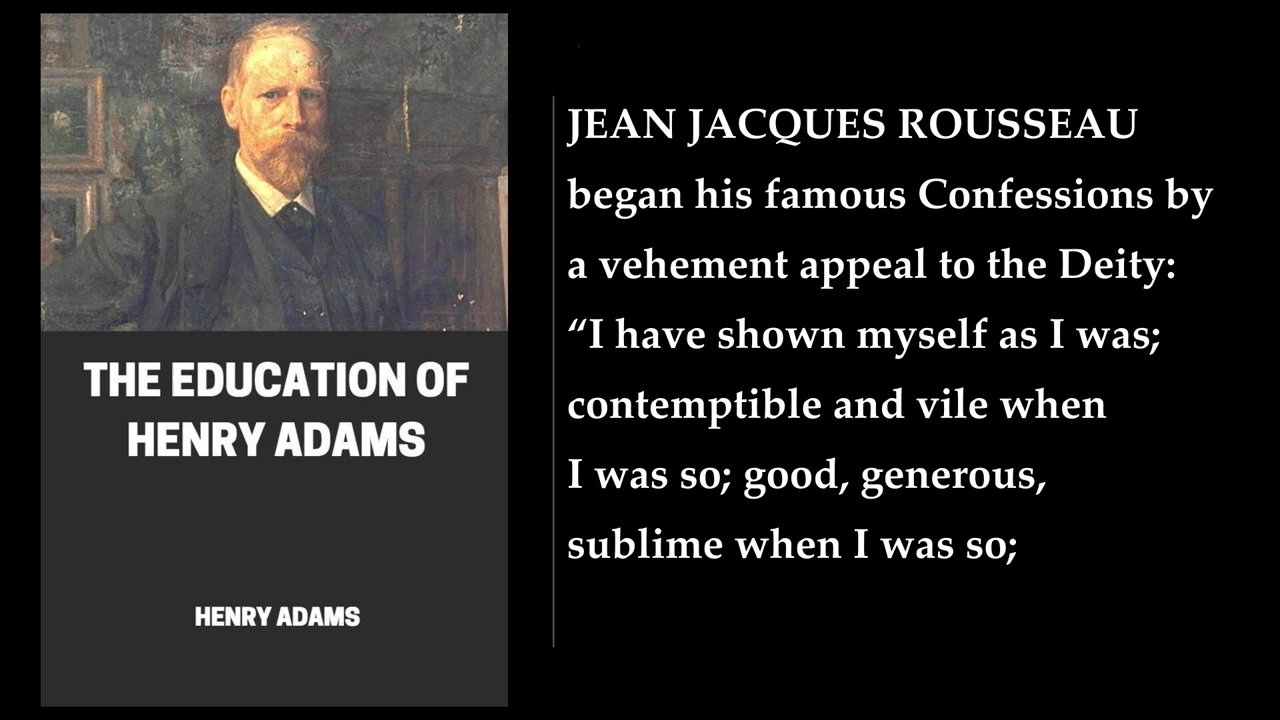 THE EDUCATION OF
HENRY ADAMS
HENRY ADAMS
JEAN JACQUES ROUSSEAU
began his famous Confessions by
a vehement appeal to the Deity:
“I have shown myself as I was;
contemptible and vile when
I was so; good, generous,
sublime when I was so;